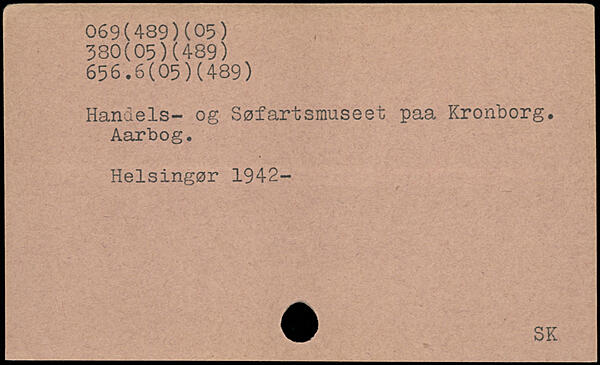 069(489)(05)
380(05)(489)
656.6(05)(489)
Handels- og Søfartsmuseet paa Kronborg.
Aarbog.
Helsingør 1942-
SK